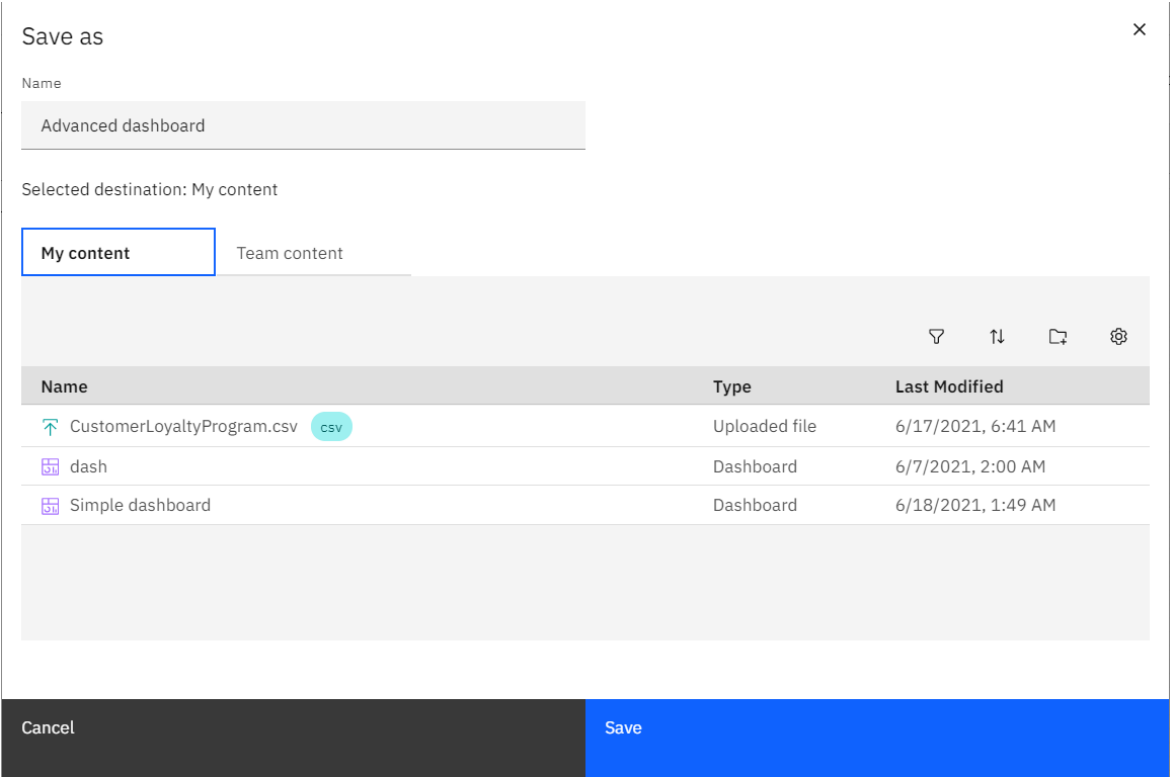 Save as
Name
Advanced dashboard
Selected destination: My content
My content Team content
Name Type Last Modified
CustomerLoyaltyProgram.csv csv Uploaded file 6/17/2021, 6:41 AM
dash Dashboard 6/7/2021, 2:00 AM
Simple dashboard Dashboard 6/18/2021, 1:49 AM
Cancel Save